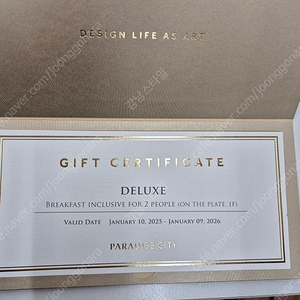 DESIGN LIFE AS ART
GIFT CERTIFICATE
DELUXE
BREAKFAST INCLUSIVE FOR 2 PEOPLE (ON THE PLATE, 1F)
VALID DATE JANUARY 10, 2025 - JANUARY 09, 2026
PARADISE CITY